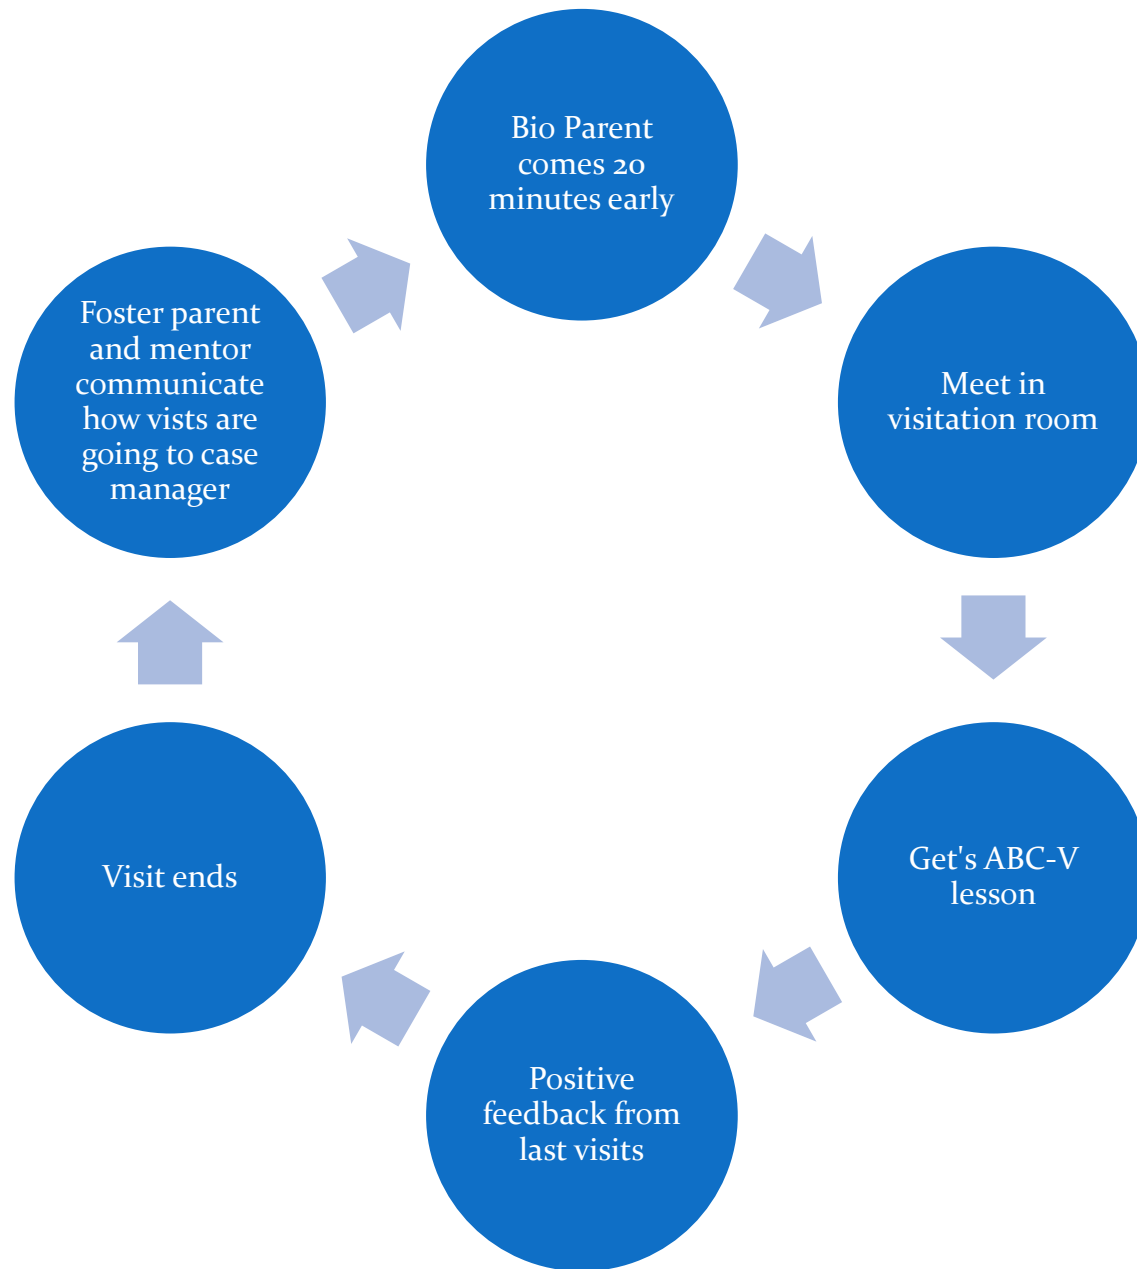 Bio Parent
comes 20
minutes early
Meet in
visitation room
Get's ABC-V
lesson
Positive
feedback from
last visits
Visit ends
Foster parent
and mentor
communicate
how vists are
going to case
manager